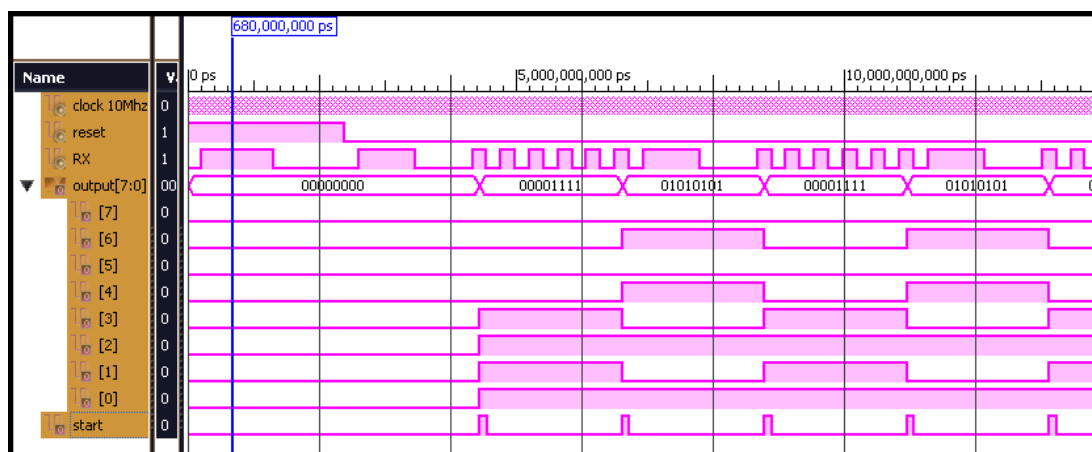 680,000,000 ps
Name V. 0 ps 5,000,000,000 ps 10,000,000,000 ps
clock 10Mhz 0
reset 1
RX 1
output[7:0] 00 00000000 00001111 01010101 00001111 01010101
[7] 0
[6] 0
[5] 0
[4] 0
[3] 0
[2] 0
[1] 0
[0] 0
start 0